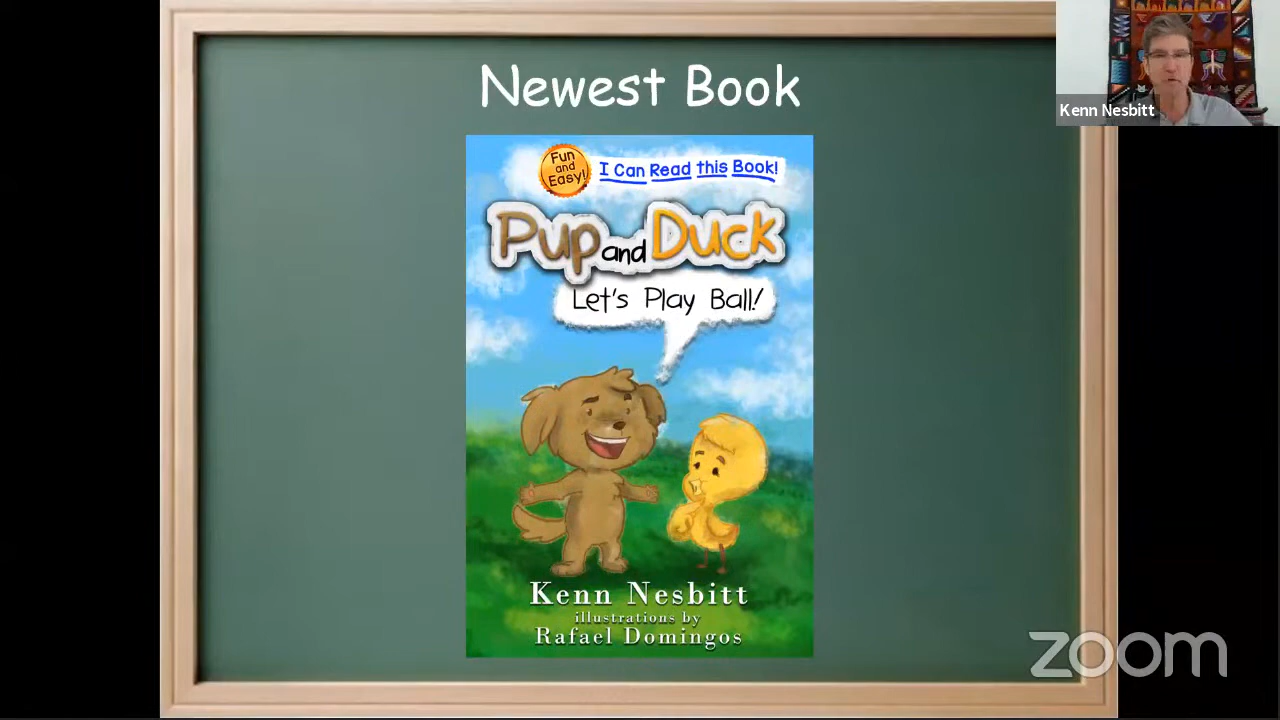 Newest Book
Kenn Nesbitt
Fun
and
Easy!
I Can Read this Book!
Pup and Duck
Let's Play Ball!
Kenn Nesbitt
illustrations by
Rafael Domingos
zoom